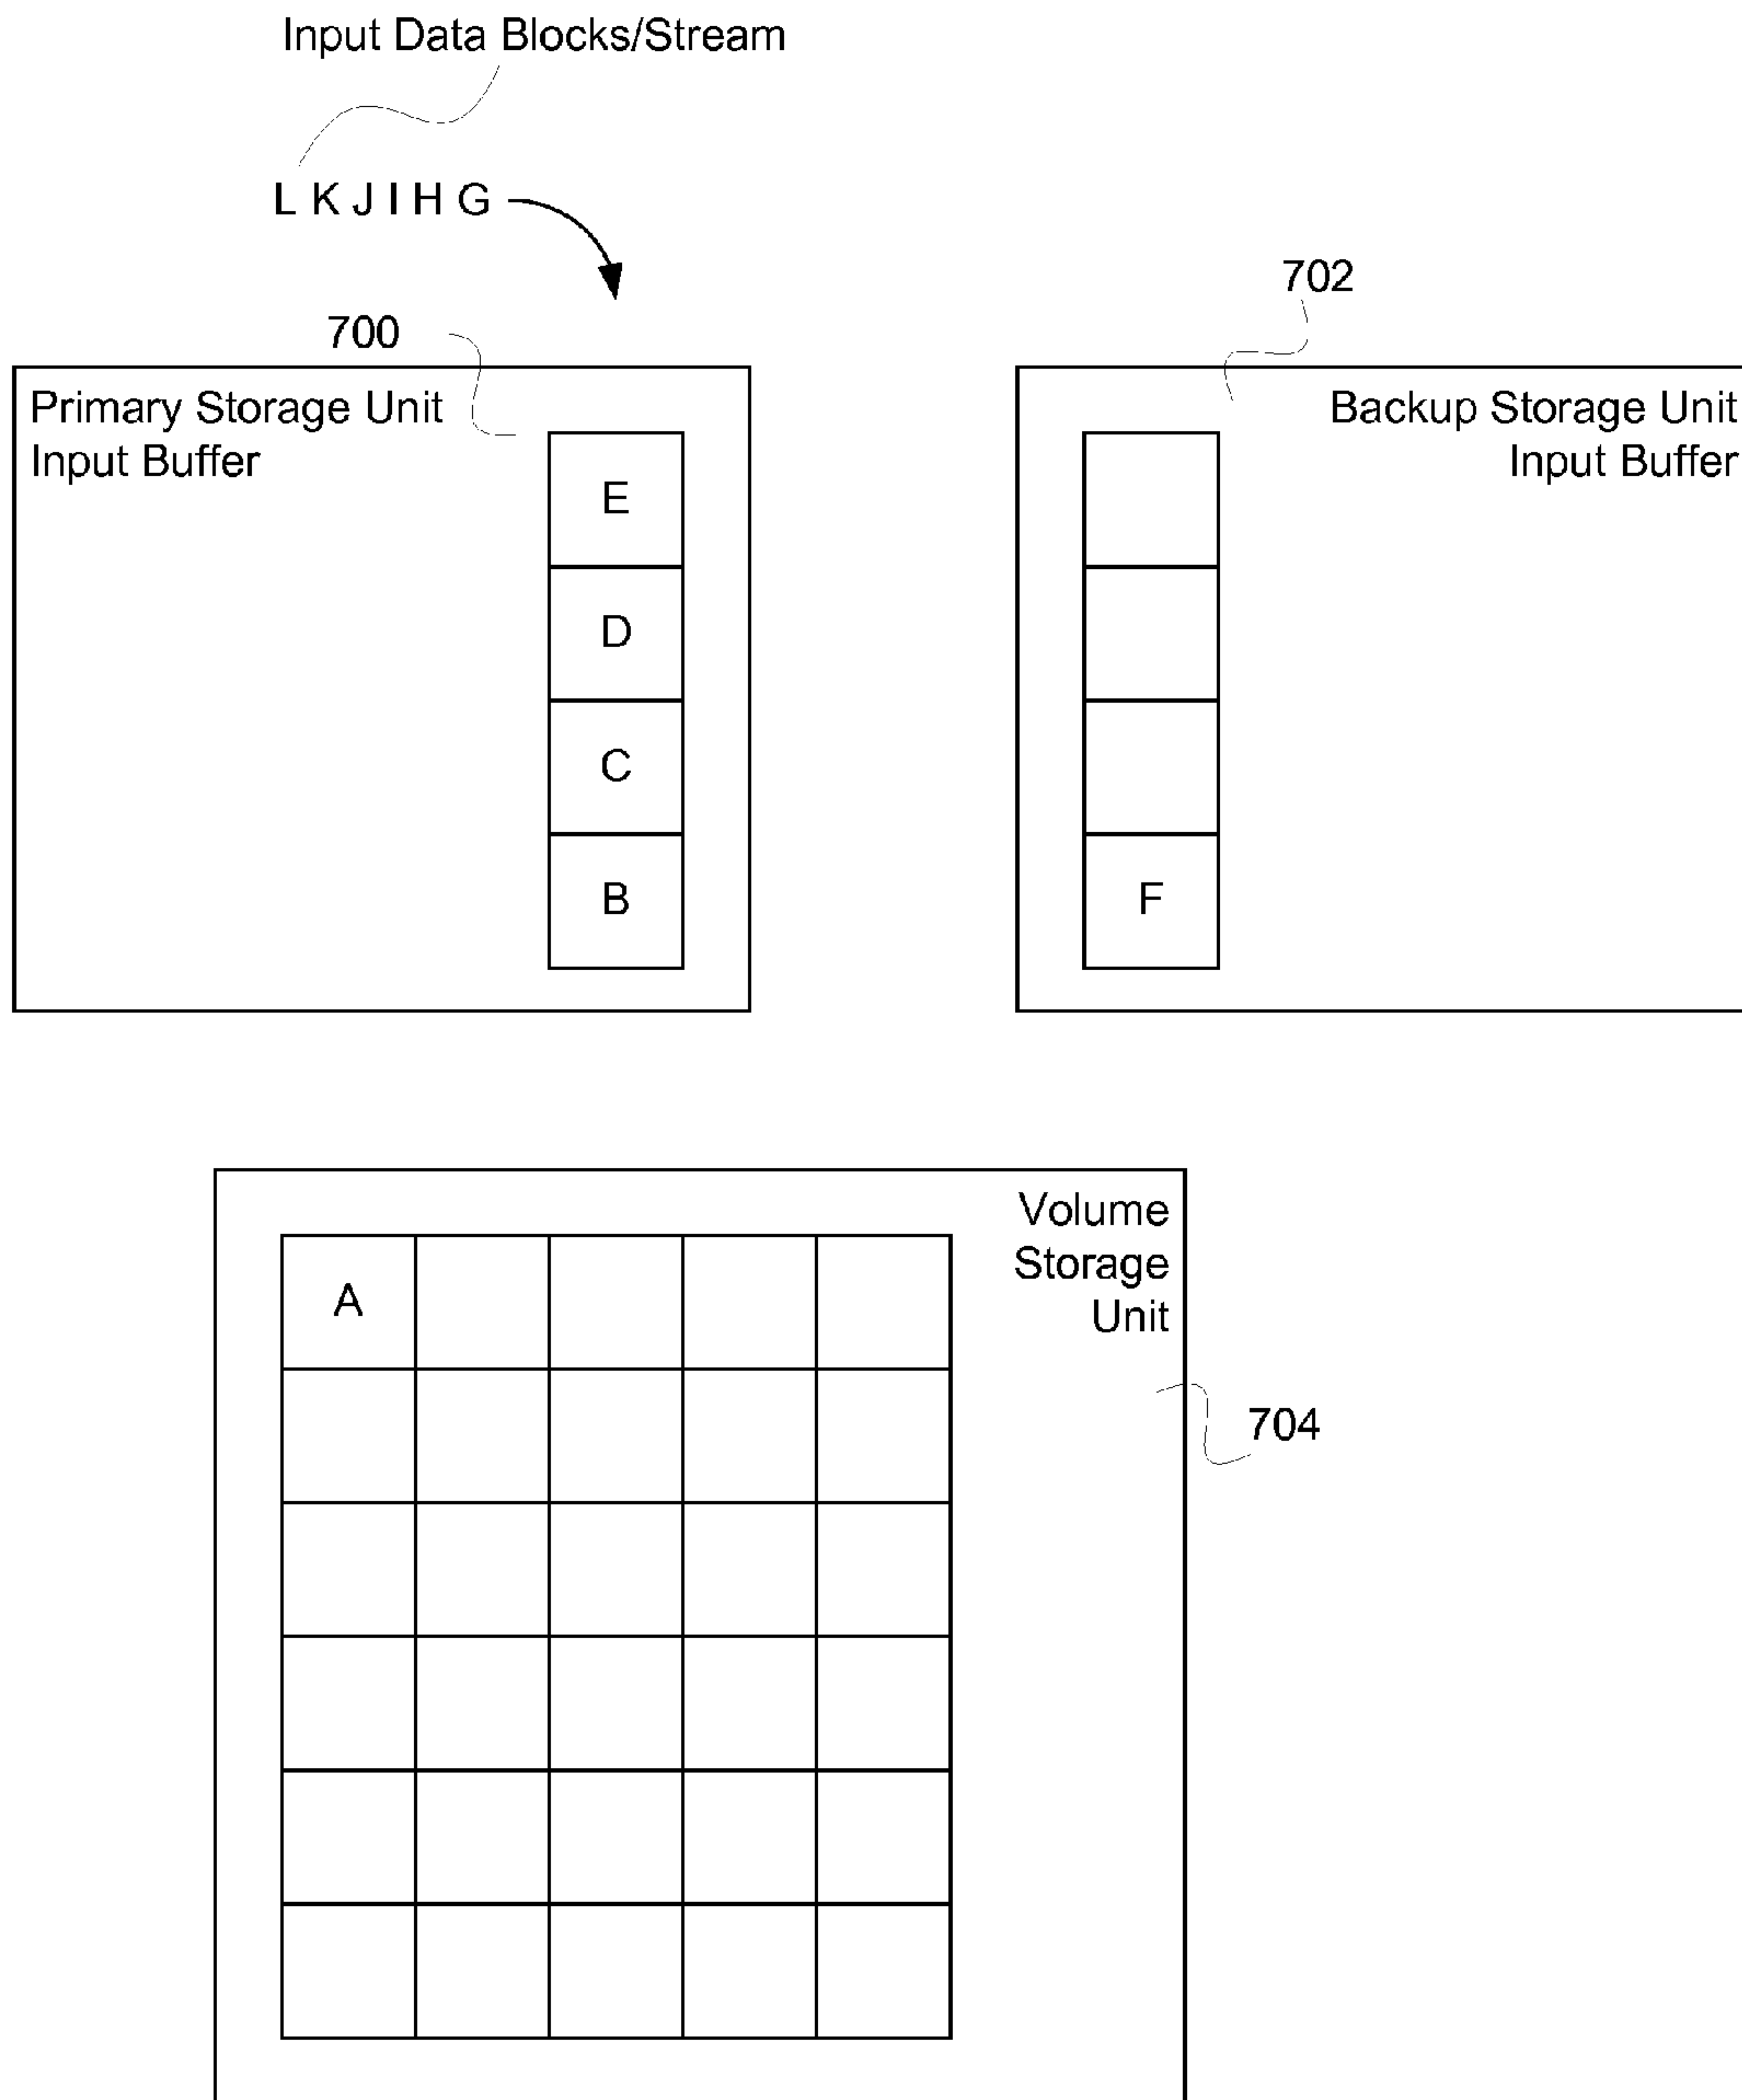 Input Data Blocks/Stream
L K J I H G
702
700
Primary Storage Unit
Input Buffer
E
D
C
B
Backup Storage Unit
Input Buffer
F
Volume
Storage
Unit
A
704